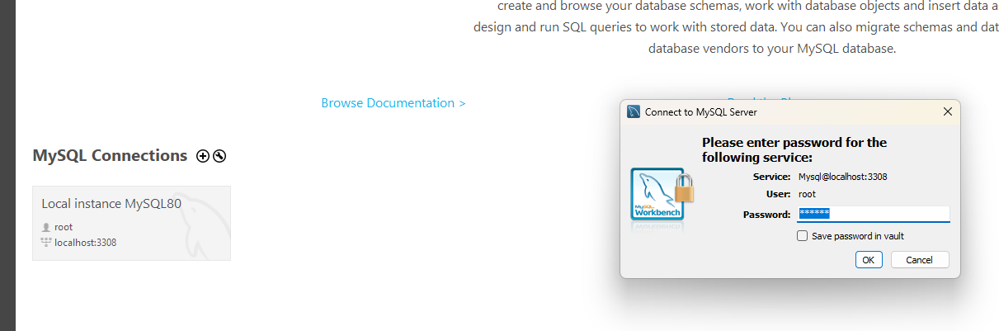 create and browse your database schemas, work with database objects and insert data a
design and run SQL queries to work with stored data. You can also migrate schemas and dat
database vendors to your MySQL database.
Browse Documentation >
Connect to MySQL Server
Please enter password for the
following service:
Service: Mysql@localhost:3308
User: root
Password: ******
Save password in vault
OK Cancel
MySQL Workbench
MySQL Connections
Local instance MySQL80
root
localhost:3308